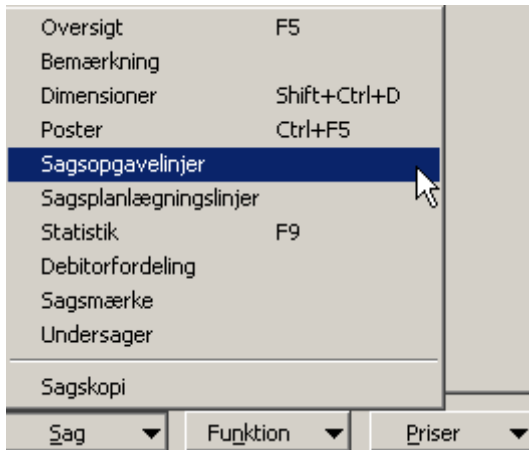 Oversigt F5
Bemærkning
Dimensioner Shift+Ctrl+D
Poster Ctrl+F5
Sagsopgavelinjer
Sagsplanlægningslinjer
Statistik F9
Debitorfordeling
Sagsmærke
Undersager
Sagskopi
Sag Funktion Priser